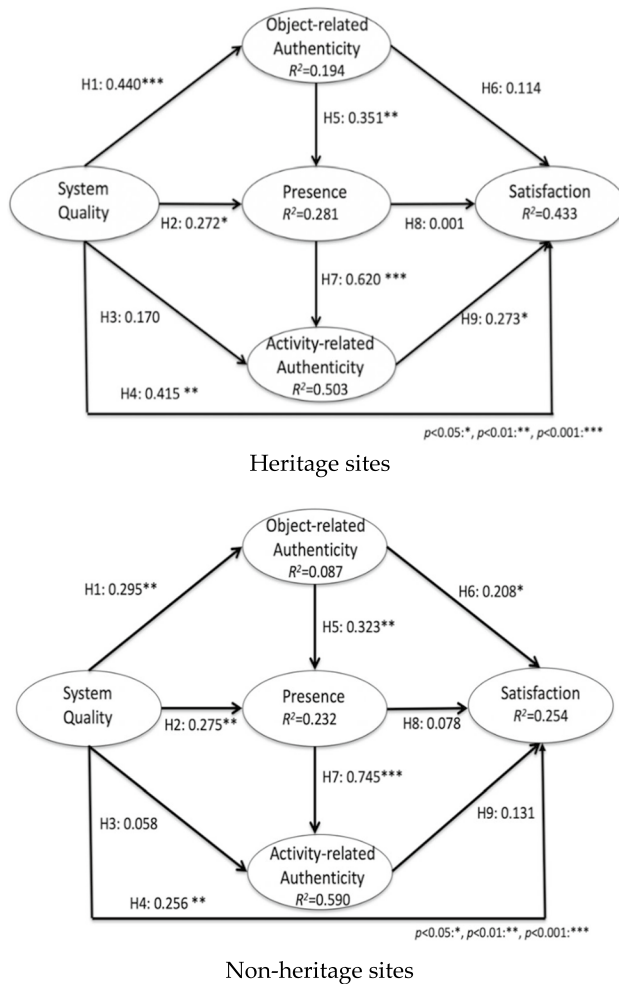 Object-related
Authenticity
R²=0.194
H1: 0.440***
H6: 0.114
H5: 0.351**
System
Quality
Presence
R²=0.281
Satisfaction
R²=0.433
H2: 0.272*
H8: 0.001
H7: 0.620 ***
H3: 0.170
H9: 0.273*
Activity-related
Authenticity
R²=0.503
H4: 0.415 **
p<0.05:*, p<0.01:**, p<0.001:***
Heritage sites
Object-related
Authenticity
R²=0.087
H1: 0.295**
H6: 0.208*
H5: 0.323**
System
Quality
Presence
R²=0.232
Satisfaction
R²=0.254
H2: 0.275**
H8: 0.078
H7: 0.745***
H3: 0.058
H9: 0.131
Activity-related
Authenticity
R²=0.590
H4: 0.256 **
p<0.05:*, p<0.01:**, p<0.001:***
Non-heritage sites